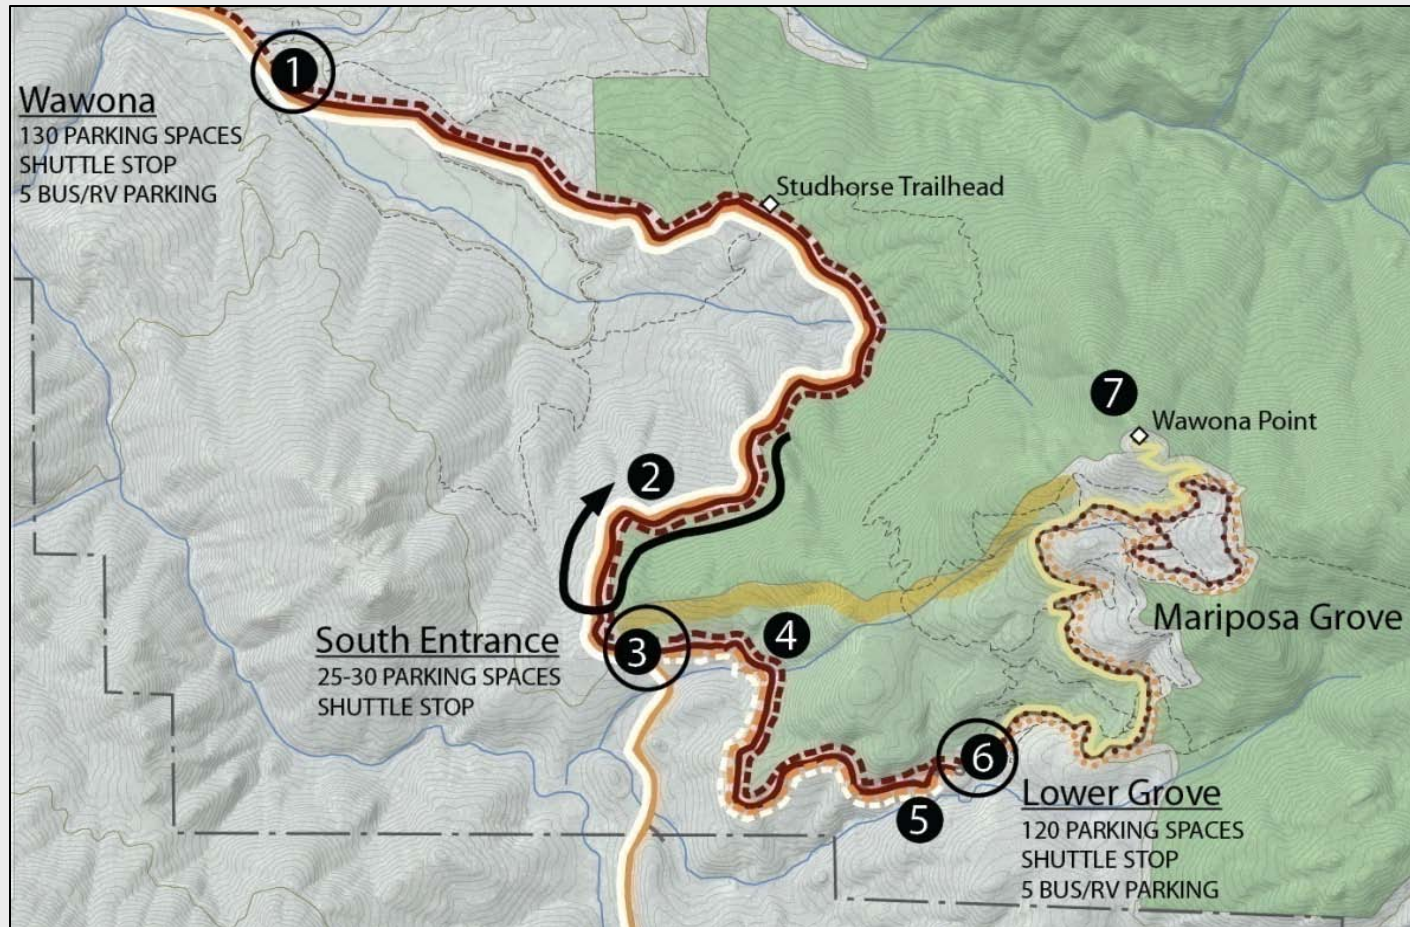 1
Wawona
130 PARKING SPACES
SHUTTLE STOP
5 BUS/RV PARKING
Studhorse Trailhead
7
Wawona Point
2
Mariposa Grove
South Entrance
25-30 PARKING SPACES
SHUTTLE STOP
3
4
5
6
Lower Grove
120 PARKING SPACES
SHUTTLE STOP
5 BUS/RV PARKING